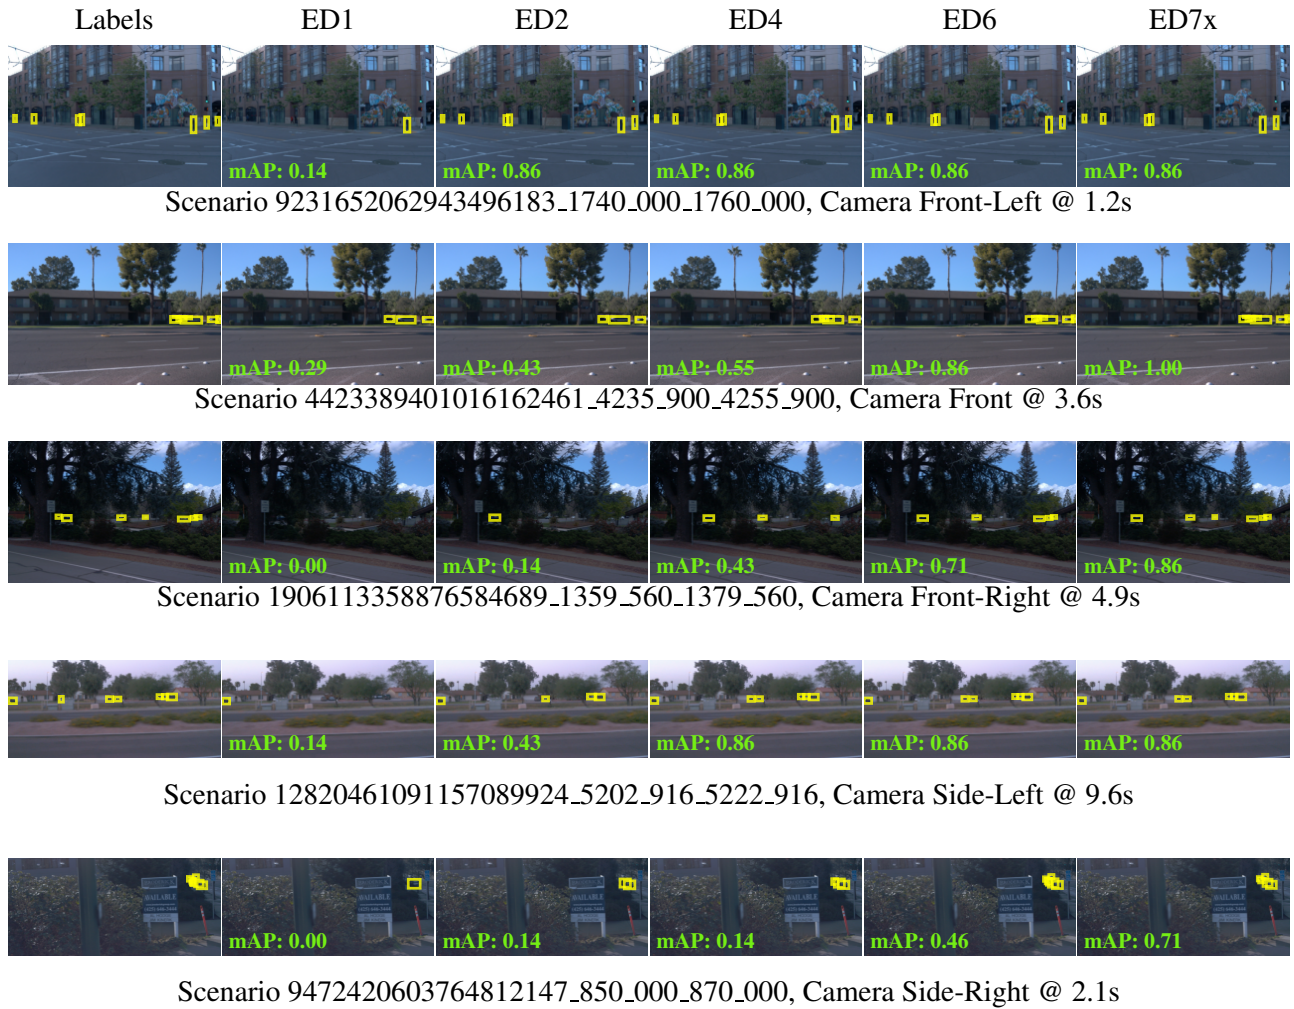 Labels ED1 ED2 ED4 ED6 ED7x
mAP: 0.14 mAP: 0.86 mAP: 0.86 mAP: 0.86 mAP: 0.86
Scenario 9231652062943496183_1740_000_1760_000, Camera Front-Left @ 1.2s
mAP: 0.29 mAP: 0.43 mAP: 0.55 mAP: 0.86 mAP: 1.00
Scenario 4423389401016162461_4235_900_4255_900, Camera Front @ 3.6s
mAP: 0.00 mAP: 0.14 mAP: 0.43 mAP: 0.71 mAP: 0.86
Scenario 1906113358876584689_1359_560_1379_560, Camera Front-Right @ 4.9s
mAP: 0.14 mAP: 0.43 mAP: 0.86 mAP: 0.86 mAP: 0.86
Scenario 12820461091157089924_5202_916_5222_916, Camera Side-Left @ 9.6s
AVAILABLE AVAILABLE AVAILABLE AVAILABLE AVAILABLE AVAILABLE
mAP: 0.00 mAP: 0.14 mAP: 0.14 mAP: 0.46 mAP: 0.71
Scenario 9472420603764812147_850_000_870_000, Camera Side-Right @ 2.1s